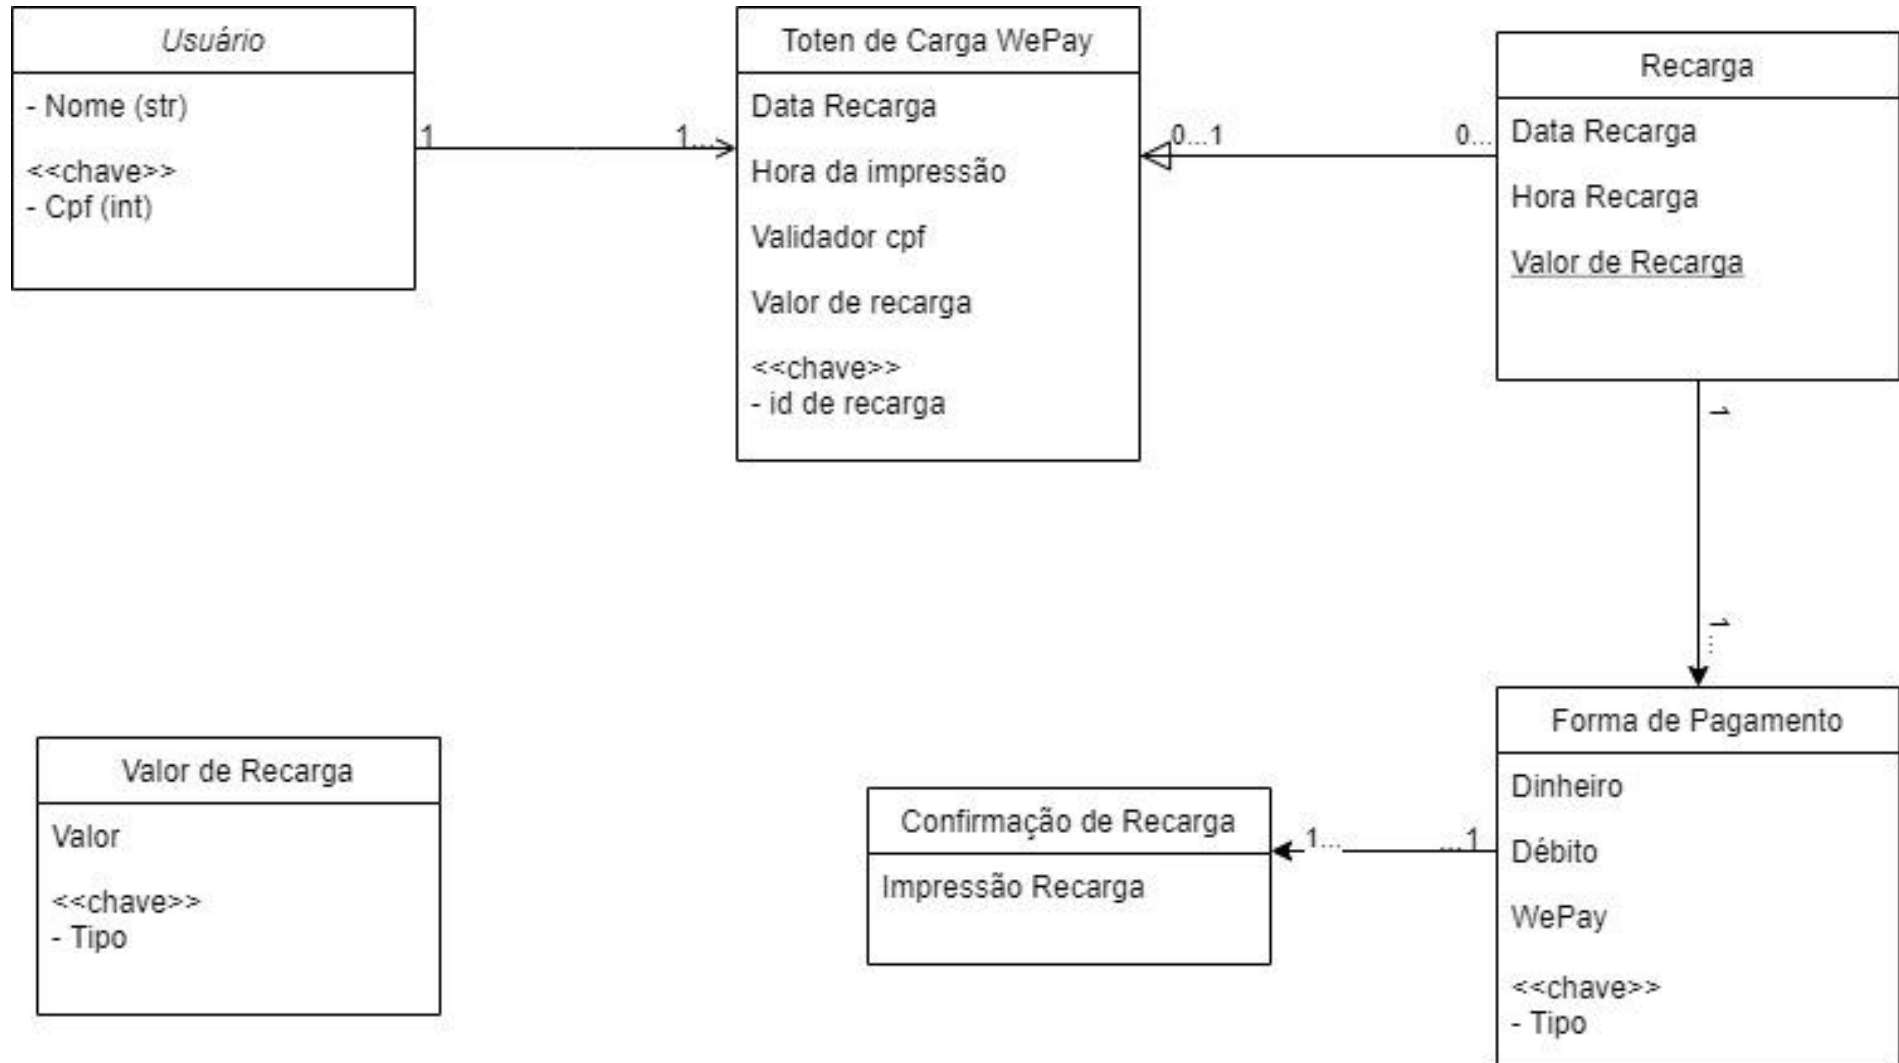 Usuário
- Nome (str)
<<chave>>
- Cpf (int)
1
1...
Toten de Carga WePay
Data Recarga
Hora da impressão
Validador cpf
Valor de recarga
<<chave>>
- id de recarga
0...1
0...
Recarga
Data Recarga
Hora Recarga
Valor de Recarga
1
1...
Forma de Pagamento
Dinheiro
Débito
WePay
<<chave>>
- Tipo
...1
1...
Confirmação de Recarga
Impressão Recarga
Valor de Recarga
Valor
<<chave>>
- Tipo